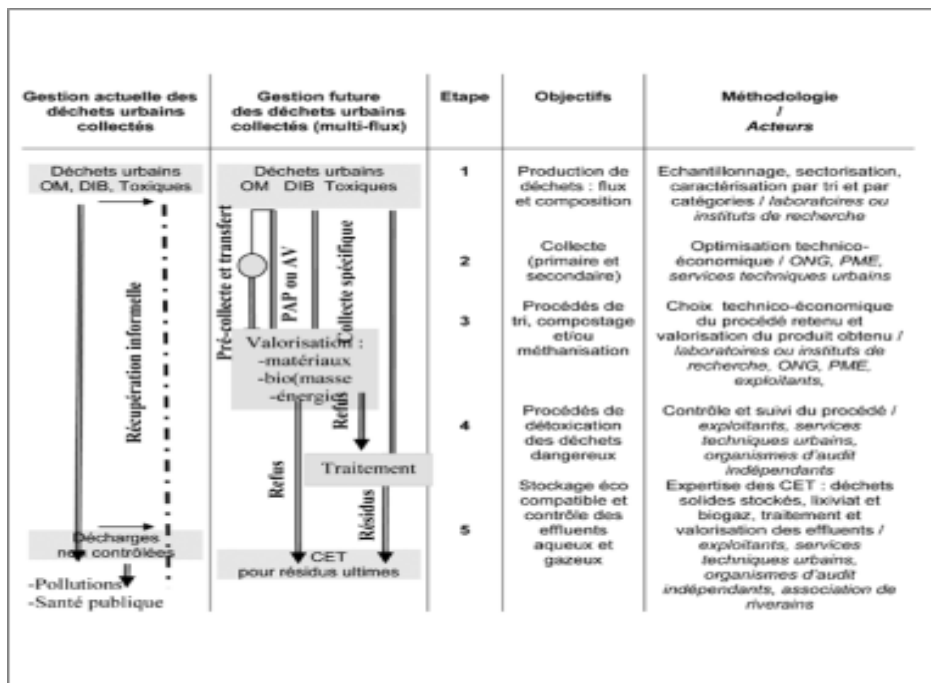 Gestion actuelle des
déchets urbains
collectés
Gestion future
des déchets urbains
collectés (multi-flux)
Etape
Objectifs
Méthodologie
/
Acteurs
Déchets urbains
OM, DIB, Toxiques
Récupération informelle
Décharges
non contrôlées
-Pollutions
-Santé publique
Déchets urbains
OM DIB Toxiques
Pré-collecte et transfert
PAP ou AV
Collecte spécifique
Valorisation :
-matériaux
-bio(masse
-énergies
Refus
Refus
Traitement
Résidus
CET
pour résidus ultimes
1
Production de
déchets : flux
et composition
Echantillonnage, sectorisation,
caractérisation par tri et par
catégories / laboratoires ou
instituts de recherche
2
Collecte
(primaire et
secondaire)
Optimisation technico-
économique / ONG, PME,
services techniques urbains
3
Procédés de
tri, compostage
et/ou
méthanisation
Choix technico-économique
du procédé retenu et
valorisation du produit obtenu /
laboratoires ou instituts de
recherche, ONG, PME,
exploitants,
4
Procédés de
détoxication
des déchets
dangereux
Contrôle et suivi du procédé /
exploitants, services
techniques urbains,
organismes d'audit
indépendants
5
Stockage éco
compatible et
contrôle des
effluents
aqueux et
gazeux
Expertise des CET : déchets
solides stockés, lixiviat et
biogaz, traitement et
valorisation des effluents /
exploitants, services
techniques urbains,
organismes d'audit
indépendants, association de
riverains